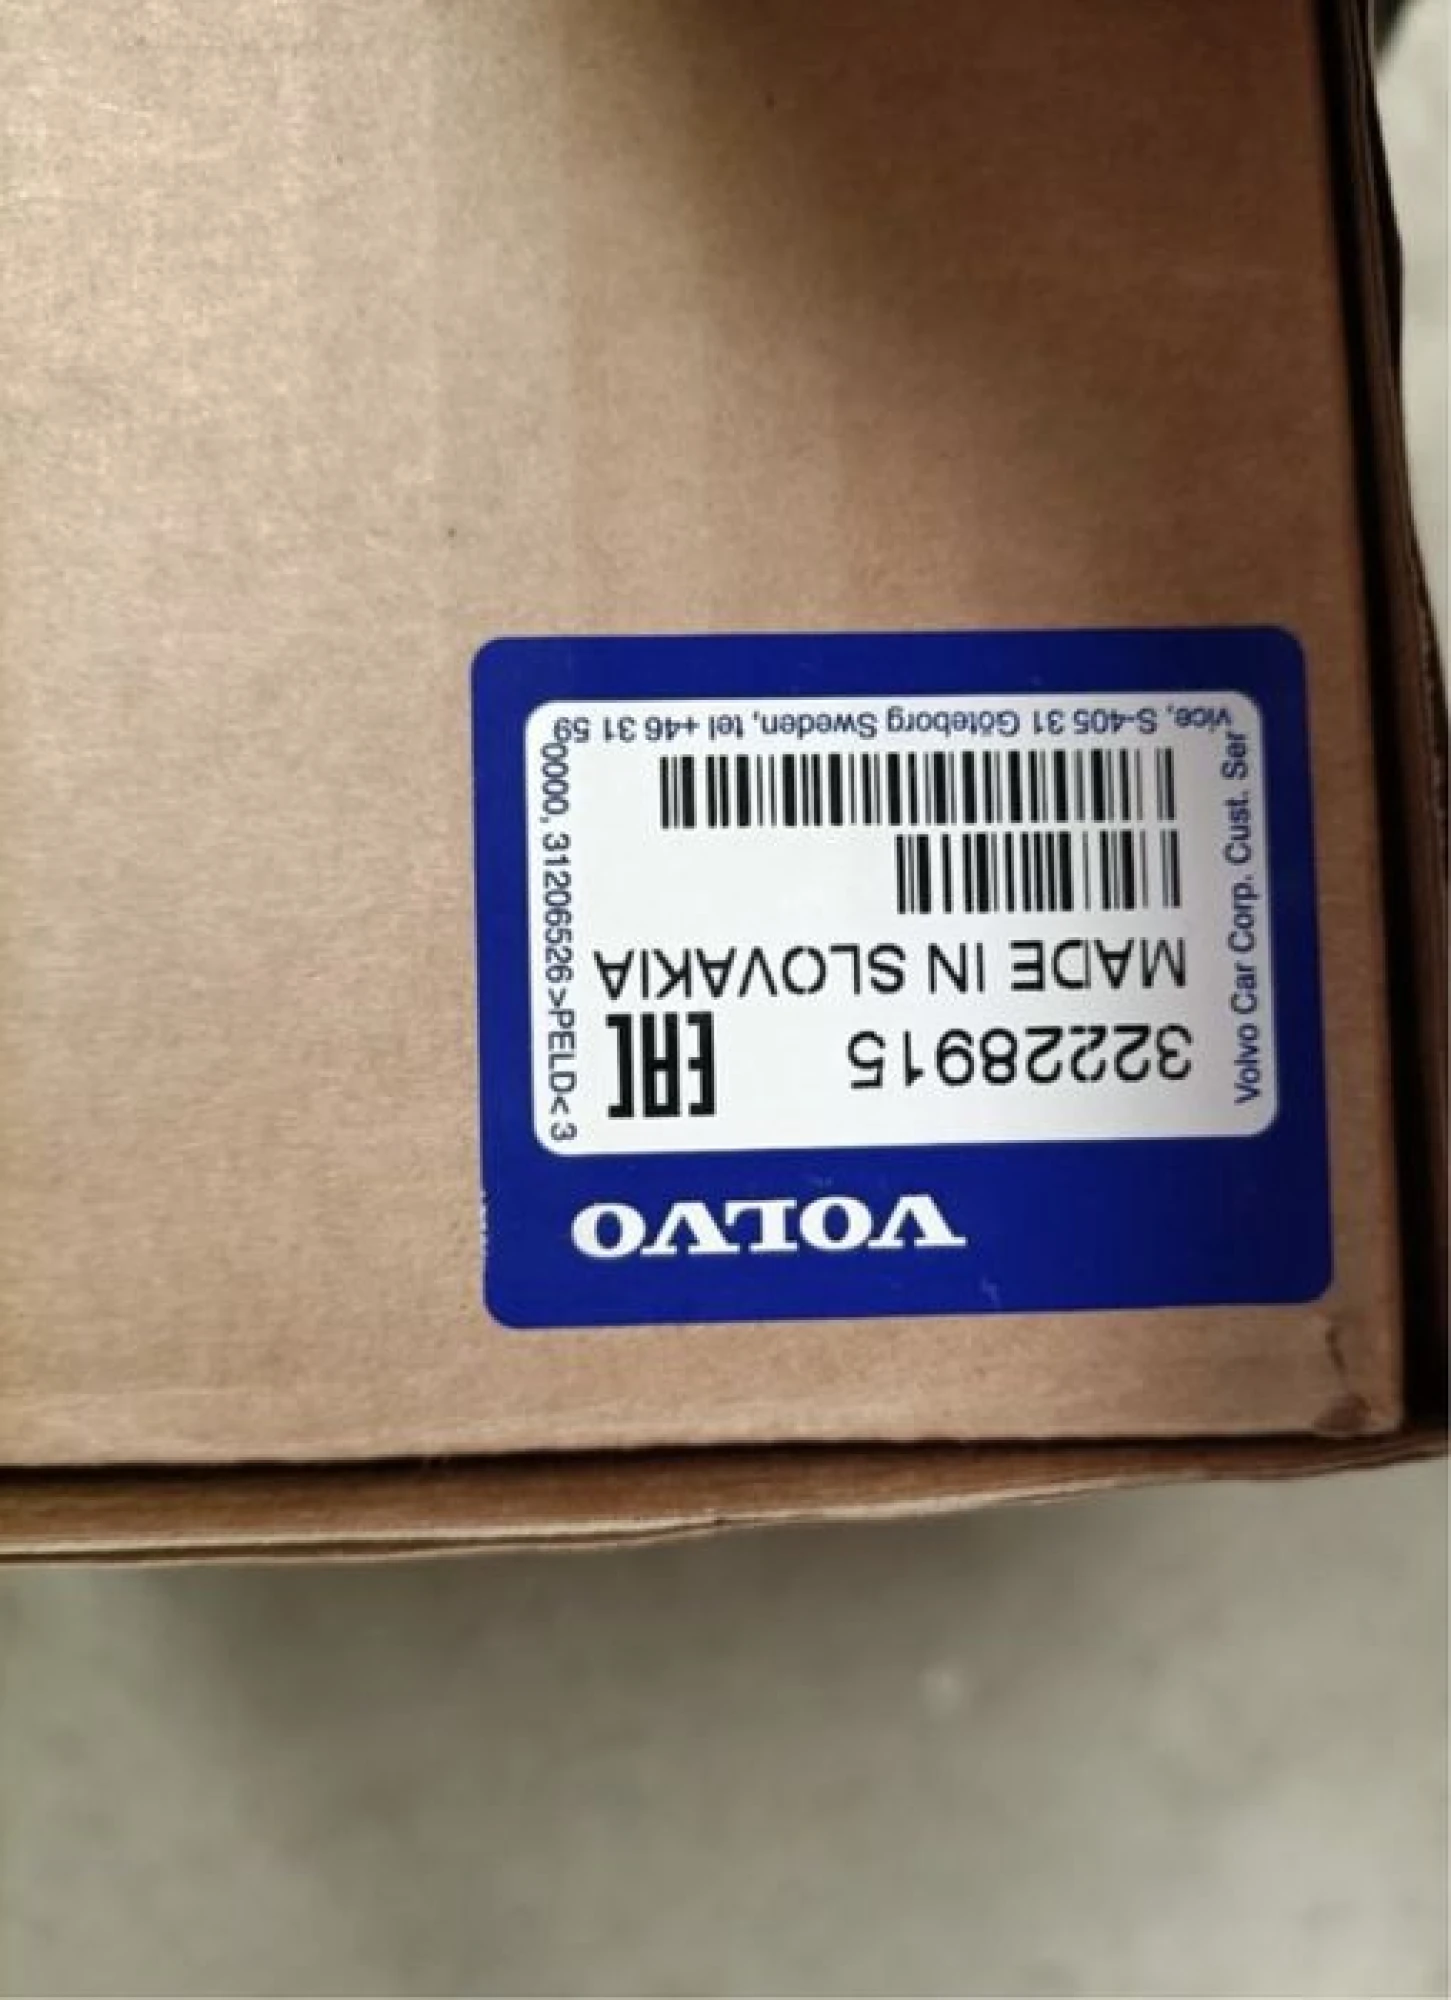 VOLVO
32228915 EAC
MADE IN SLOVAKIA
Volvo Car Corp. Cust. Ser
vice, S-405 31 Göteborg Sweden, tel +46 31 59
0000, 31206526 >PELD< 3